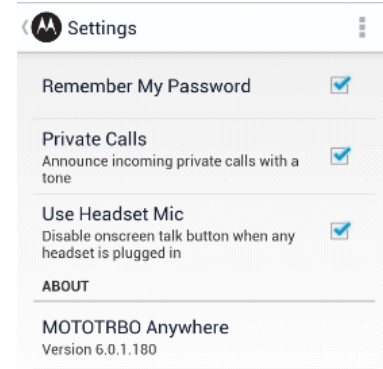 Settings
Remember My Password
Private Calls
Announce incoming private calls with a
tone
Use Headset Mic
Disable onscreen talk button when any
headset is plugged in
ABOUT
MOTOTRBO Anywhere
Version 6.0.1.180